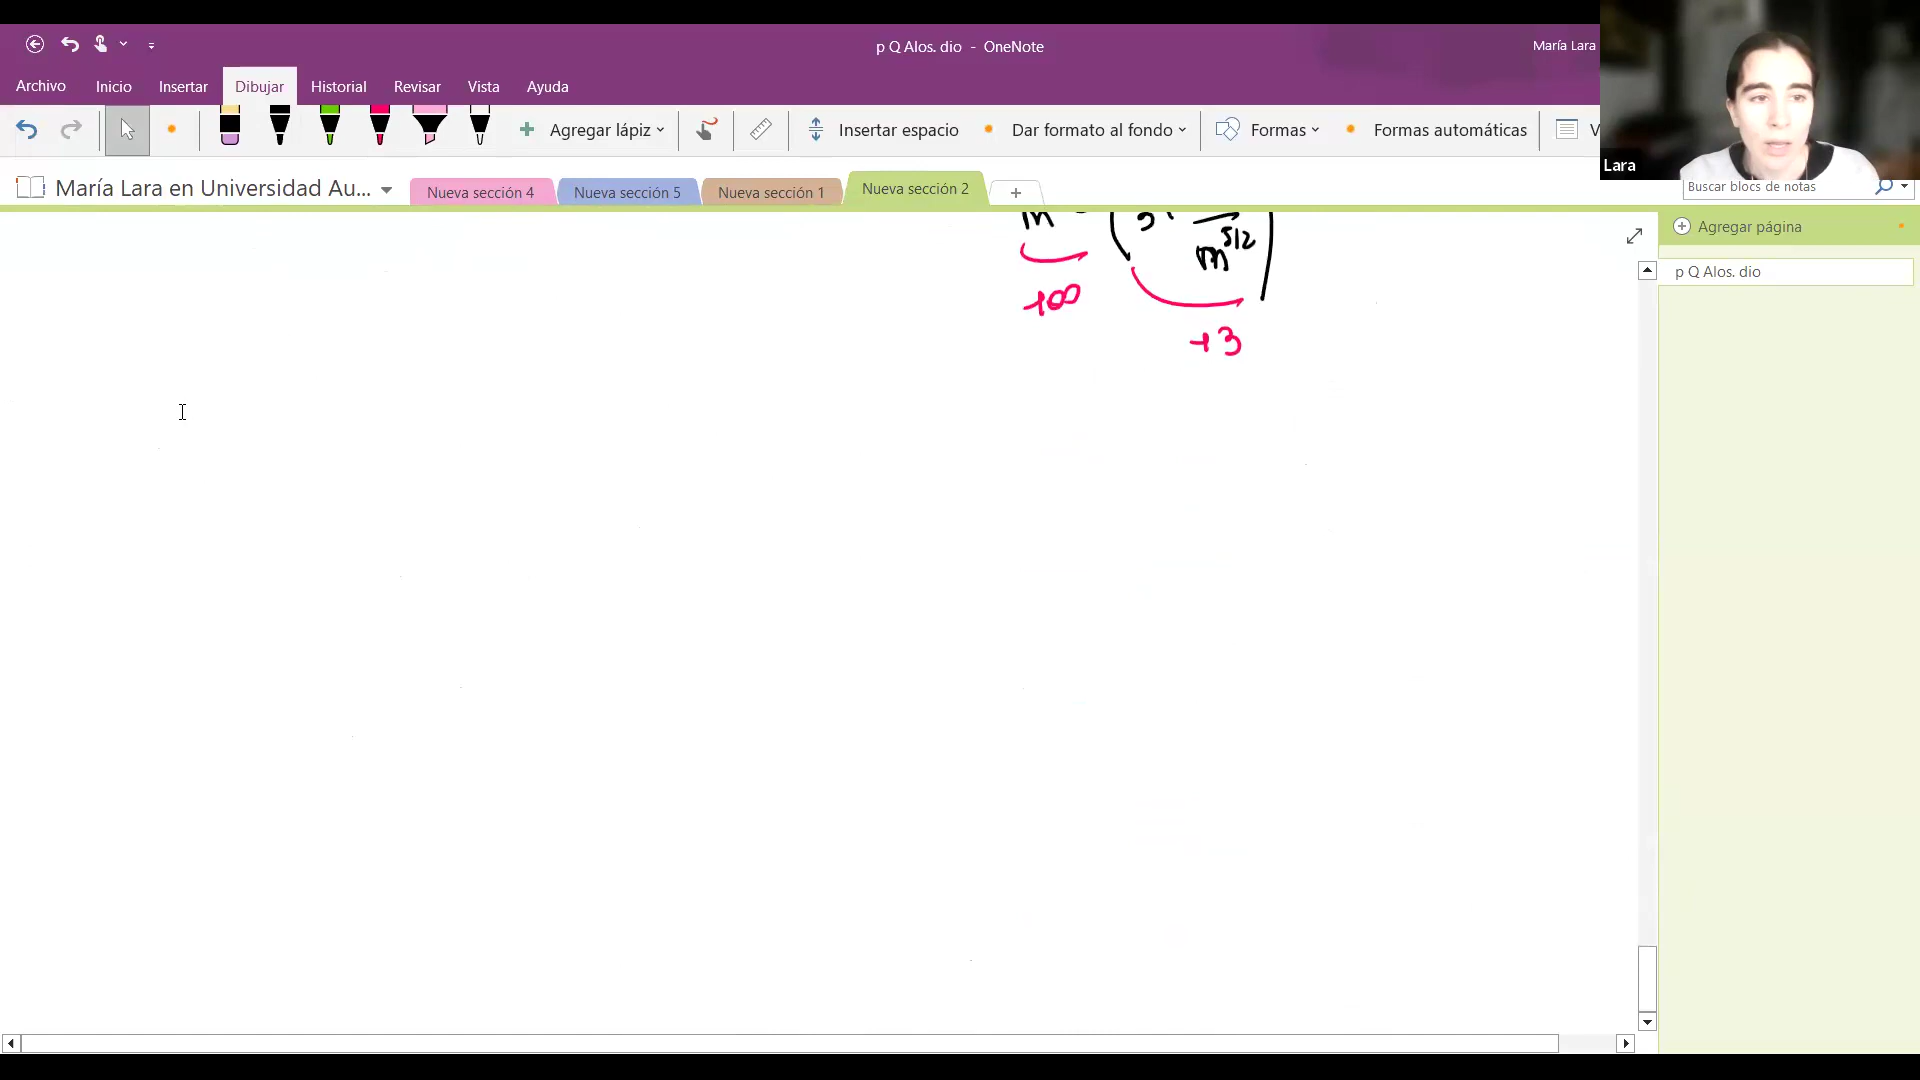 p Q Alos. dio - OneNote
María Lara
Archivo Inicio Insertar Dibujar Historial Revisar Vista Ayuda
Agregar lápiz Insertar espacio Dar formato al fondo Formas Formas automáticas V
Lara
María Lara en Universidad Au... Nueva sección 4 Nueva sección 5 Nueva sección 1 Nueva sección 2 +
Buscar blocs de notas
Agregar página
p Q Alos. dio
m
m^5/2
+∞
+3